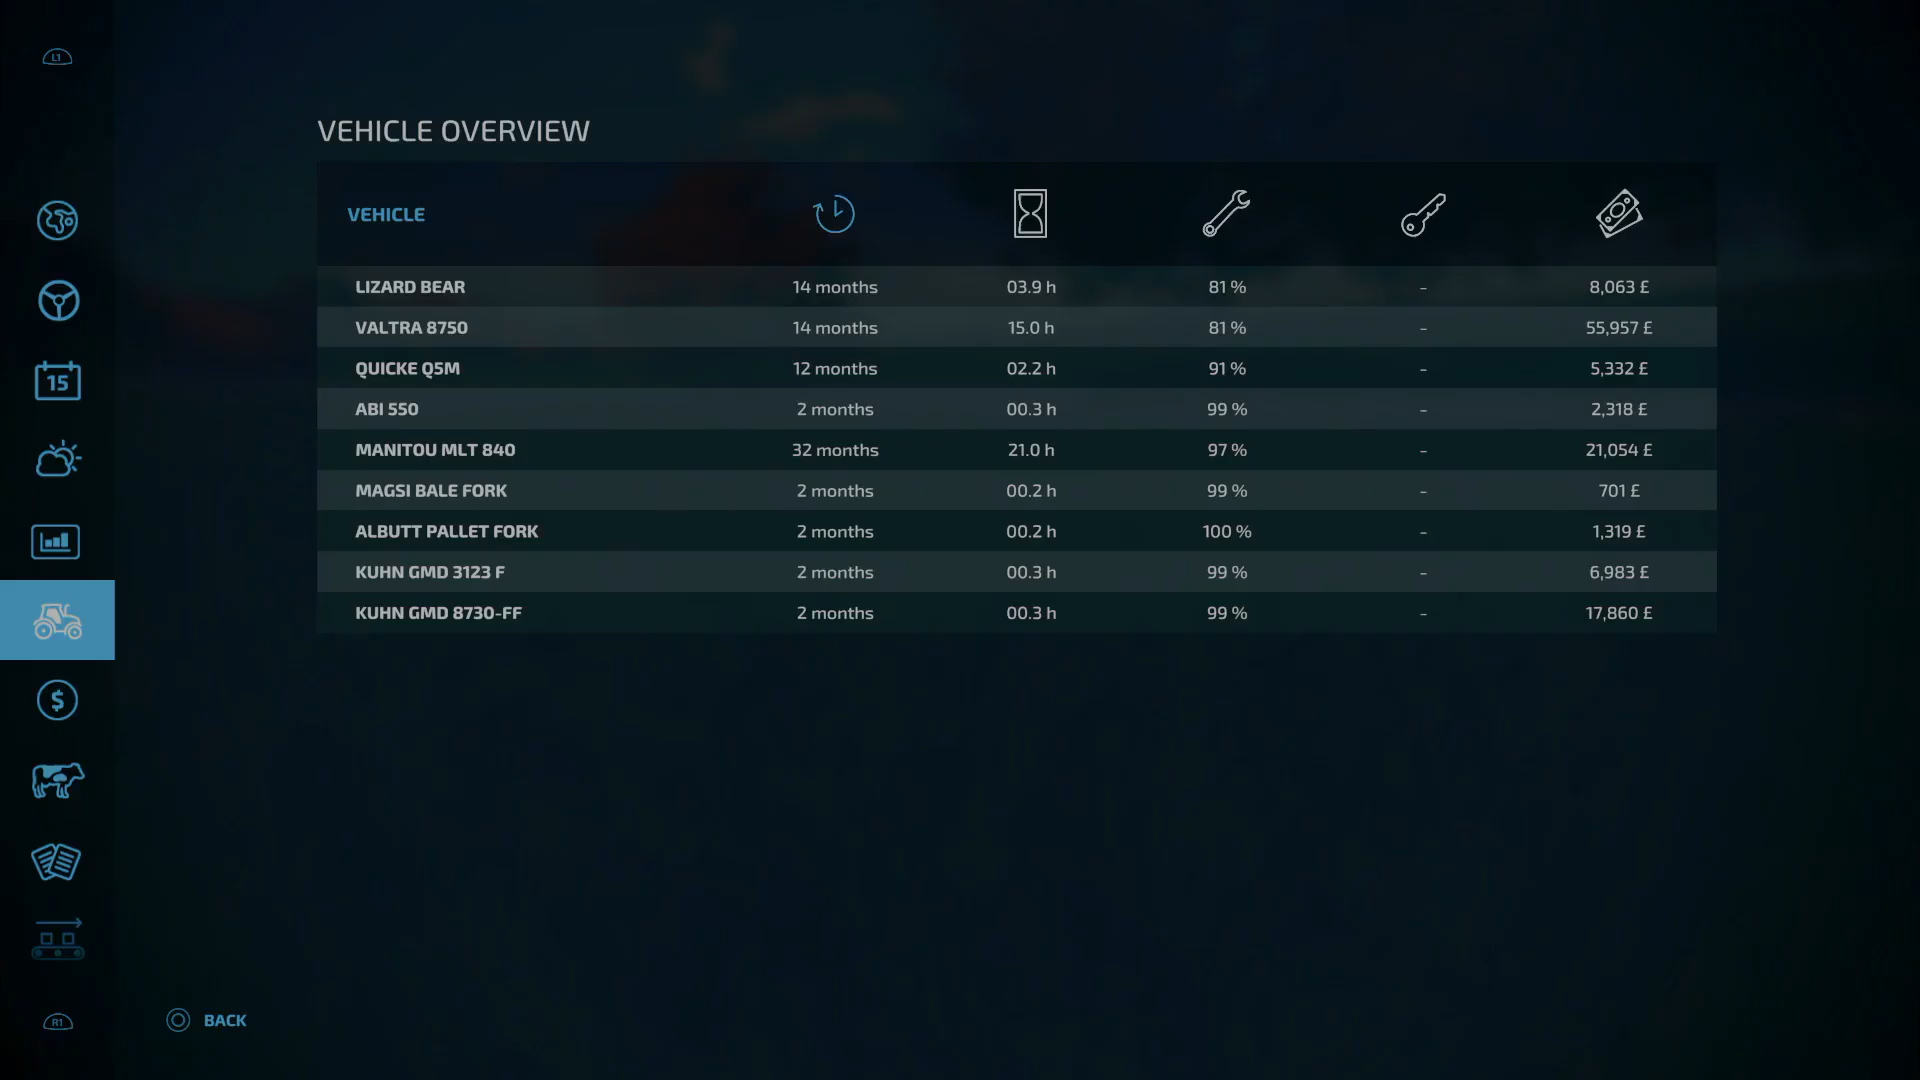 L1
VEHICLE OVERVIEW
VEHICLE
LIZARD BEAR 14 months 03.9 h 81 % - 8,063 £
VALTRA 8750 14 months 15.0 h 81 % - 55,957 £
QUICKE Q5M 12 months 02.2 h 91 % - 5,332 £
ABI 550 2 months 00.3 h 99 % - 2,318 £
MANITOU MLT 840 32 months 21.0 h 97 % - 21,054 £
MAGSI BALE FORK 2 months 00.2 h 99 % - 701 £
ALBUTT PALLET FORK 2 months 00.2 h 100 % - 1,319 £
KUHN GMD 3123 F 2 months 00.3 h 99 % - 6,983 £
KUHN GMD 8730-FF 2 months 00.3 h 99 % - 17,860 £
15
$
R1
BACK